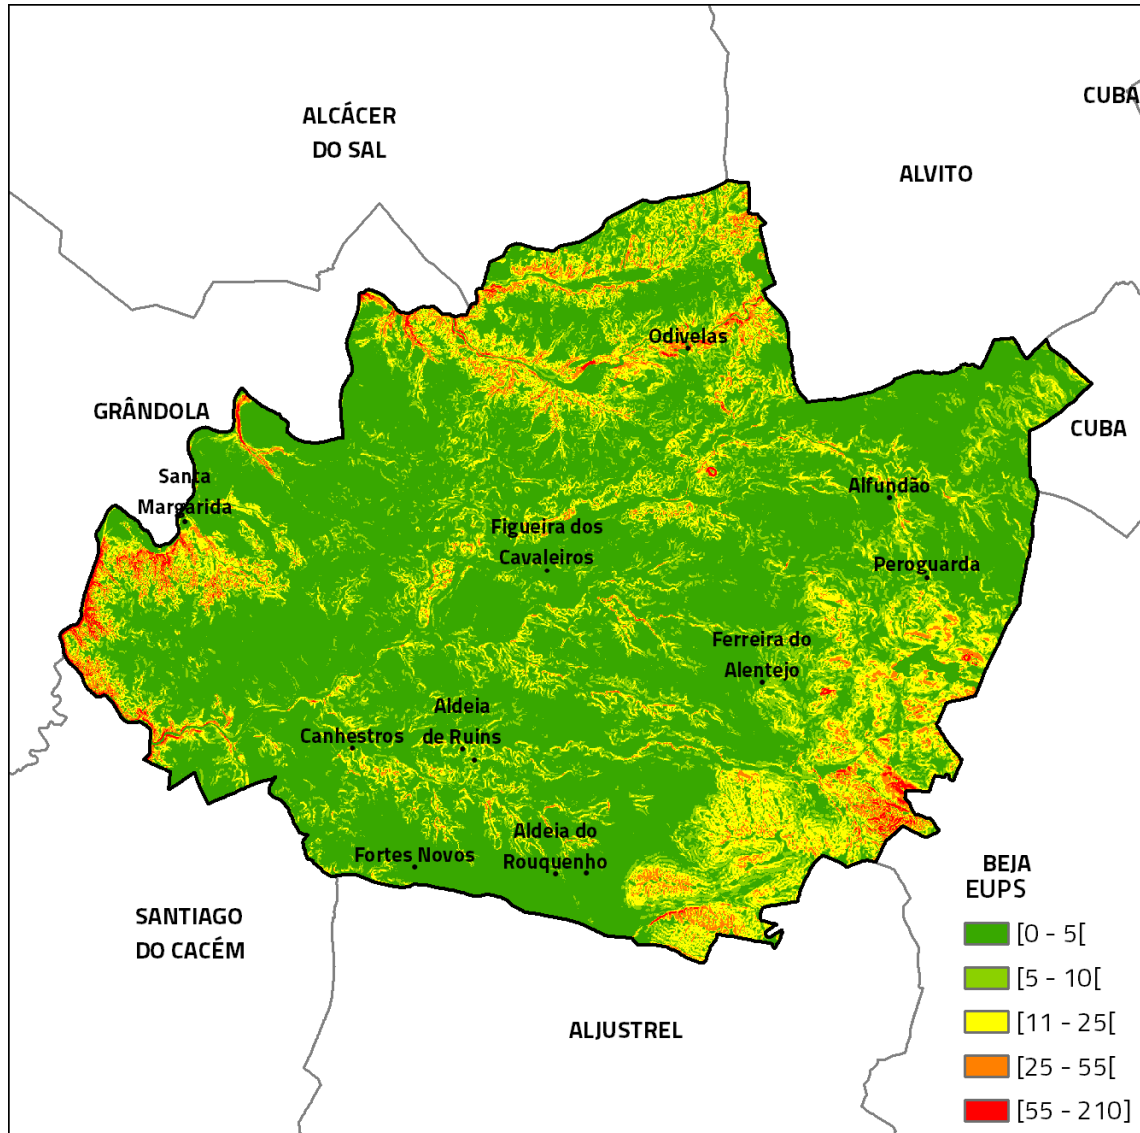 CUBA
ALCÁCER
DO SAL
ALVITO
Odivelas
GRÂNDOLA
CUBA
Santa
Margarida
Alfundão
Figueira dos
Cavaleiros
Peroguarda
Ferreira do
Alentejo
Aldeia
de Ruins
Canhestros
Aldeia do
Rouquenho
Fortes Novos
BEJA
SANTIAGO
DO CACÉM
ALJUSTREL
EUPS
[0 - 5[
[5 - 10[
[11 - 25[
[25 - 55[
[55 - 210]